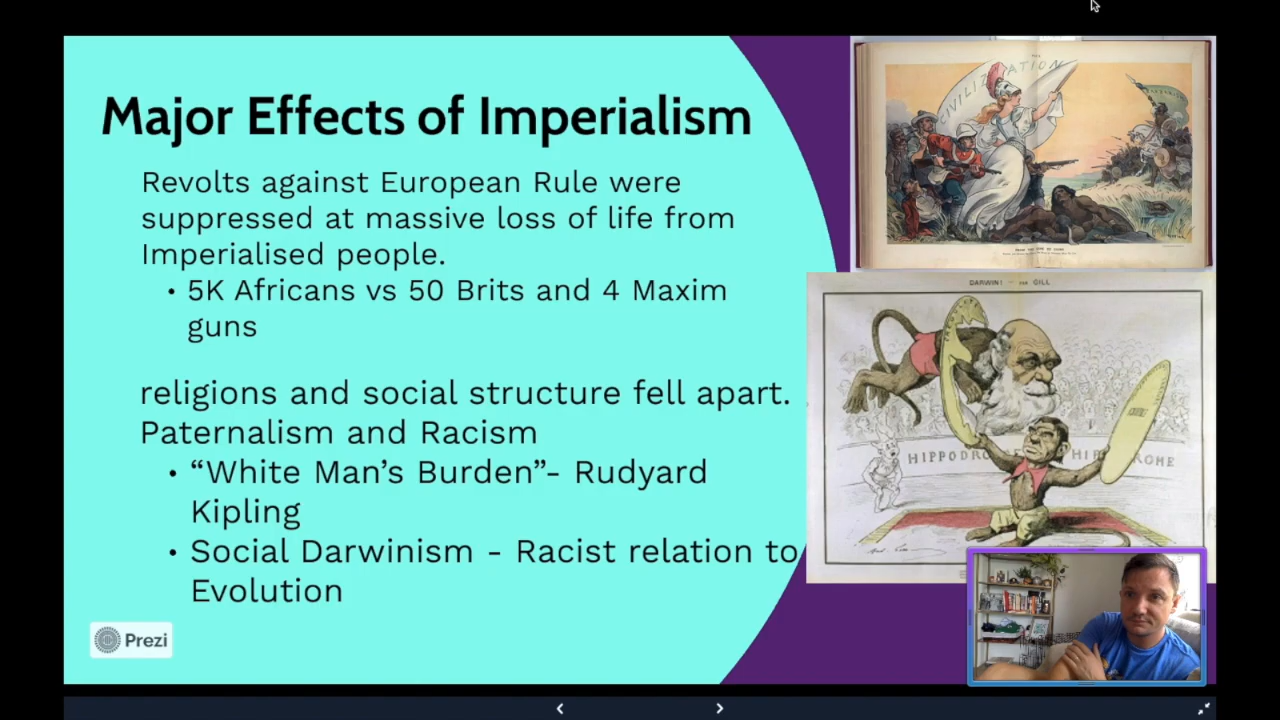 Major Effects of Imperialism
Revolts against European Rule were
suppressed at massive loss of life from
Imperialised people.
• 5K Africans vs 50 Brits and 4 Maxim
guns
religions and social structure fell apart.
Paternalism and Racism
• “White Man’s Burden”- Rudyard
Kipling
• Social Darwinism - Racist relation to
Evolution
Prezi
CIVILIZATION
DARWIN!
GILL
HIPPODROME